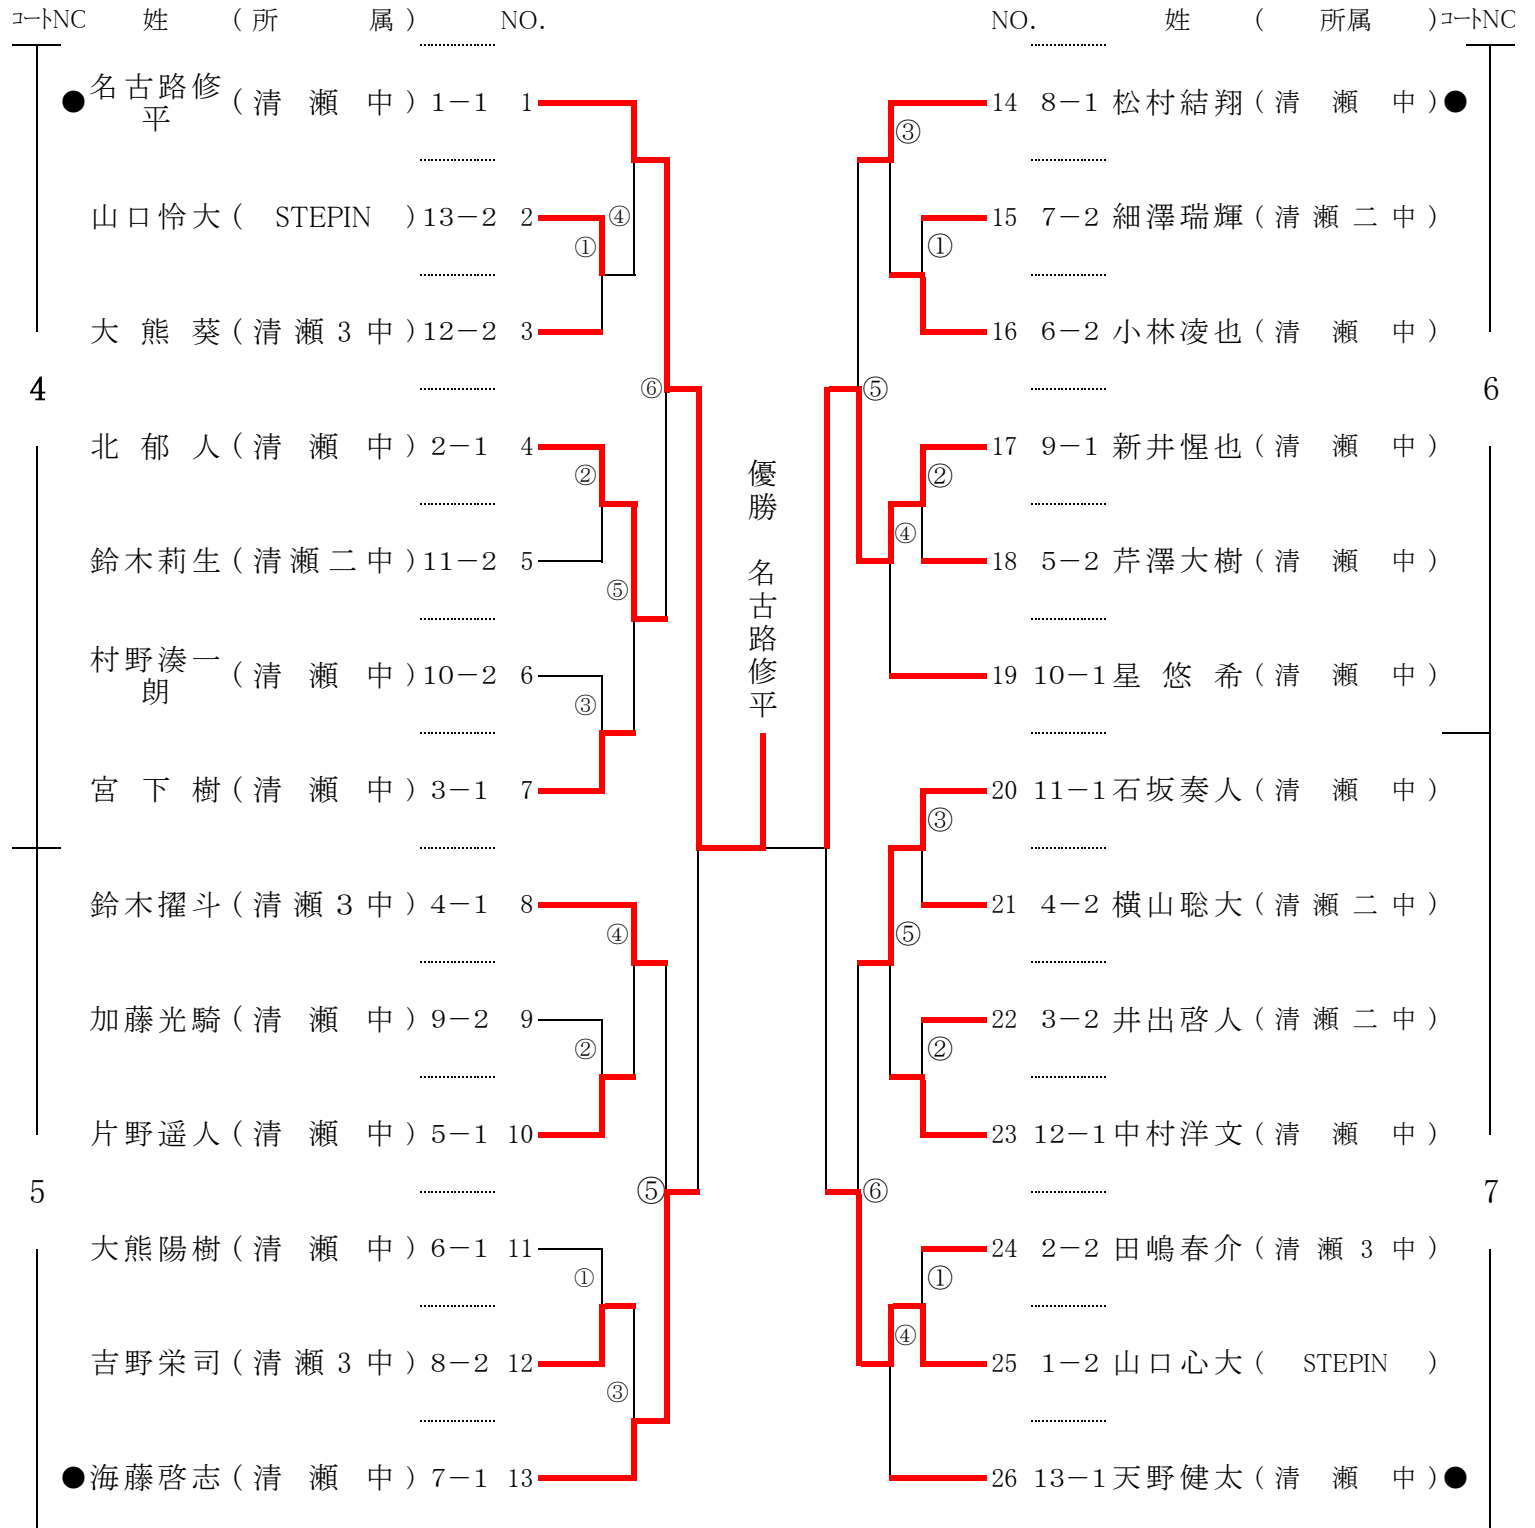 コートNO 姓 （所 属） NO.
NO. 姓 （ 所属 ）コートNO
●名古路修平（清瀬中）1－1 1
14 8－1 松村結翔（清瀬中）●
③
山口怜大（ STEPIN ）13－2 2
④
15 7－2 細澤瑞輝（清瀬二中）
①
①
大熊葵（清瀬３中）12－2 3
16 6－2 小林凌也（清瀬中）
4
⑥
⑤
6
北郁人（清瀬中）2－1 4
17 9－1 新井惺也（清瀬中）
②
②
鈴木莉生（清瀬二中）11－2 5
④
18 5－2 芹澤大樹（清瀬中）
⑤
村野湊一朗（清瀬中）10－2 6
19 10－1 星悠希（清瀬中）
③
優勝 名古路修平
宮下樹（清瀬中）3－1 7
20 11－1 石坂奏人（清瀬中）
③
鈴木擢斗（清瀬３中）4－1 8
21 4－2 横山聡大（清瀬二中）
④
⑤
加藤光騎（清瀬中）9－2 9
22 3－2 井出啓人（清瀬二中）
②
②
片野遥人（清瀬中）5－1 10
23 12－1 中村洋文（清瀬中）
5
⑤
⑥
7
大熊陽樹（清瀬中）6－1 11
24 2－2 田嶋春介（清瀬３中）
①
①
吉野栄司（清瀬３中）8－2 12
④
25 1－2 山口心大（ STEPIN ）
③
●海藤啓志（清瀬中）7－1 13
26 13－1 天野健太（清瀬中）●